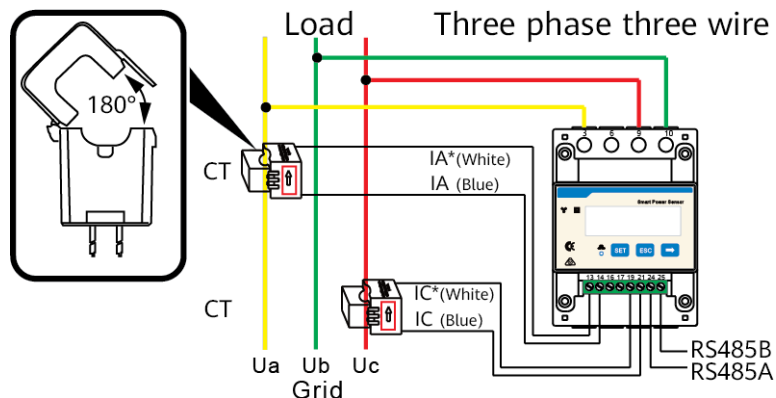 Load
Three phase three wire
180°
3 6 9 10
CT
IA*(White)
IA (Blue)
Smart Power Sensor
SET ESC
13 14 16 17 19 21 24 25
CT
IC*(White)
IC (Blue)
RS485B
RS485A
Ua Ub Uc
Grid